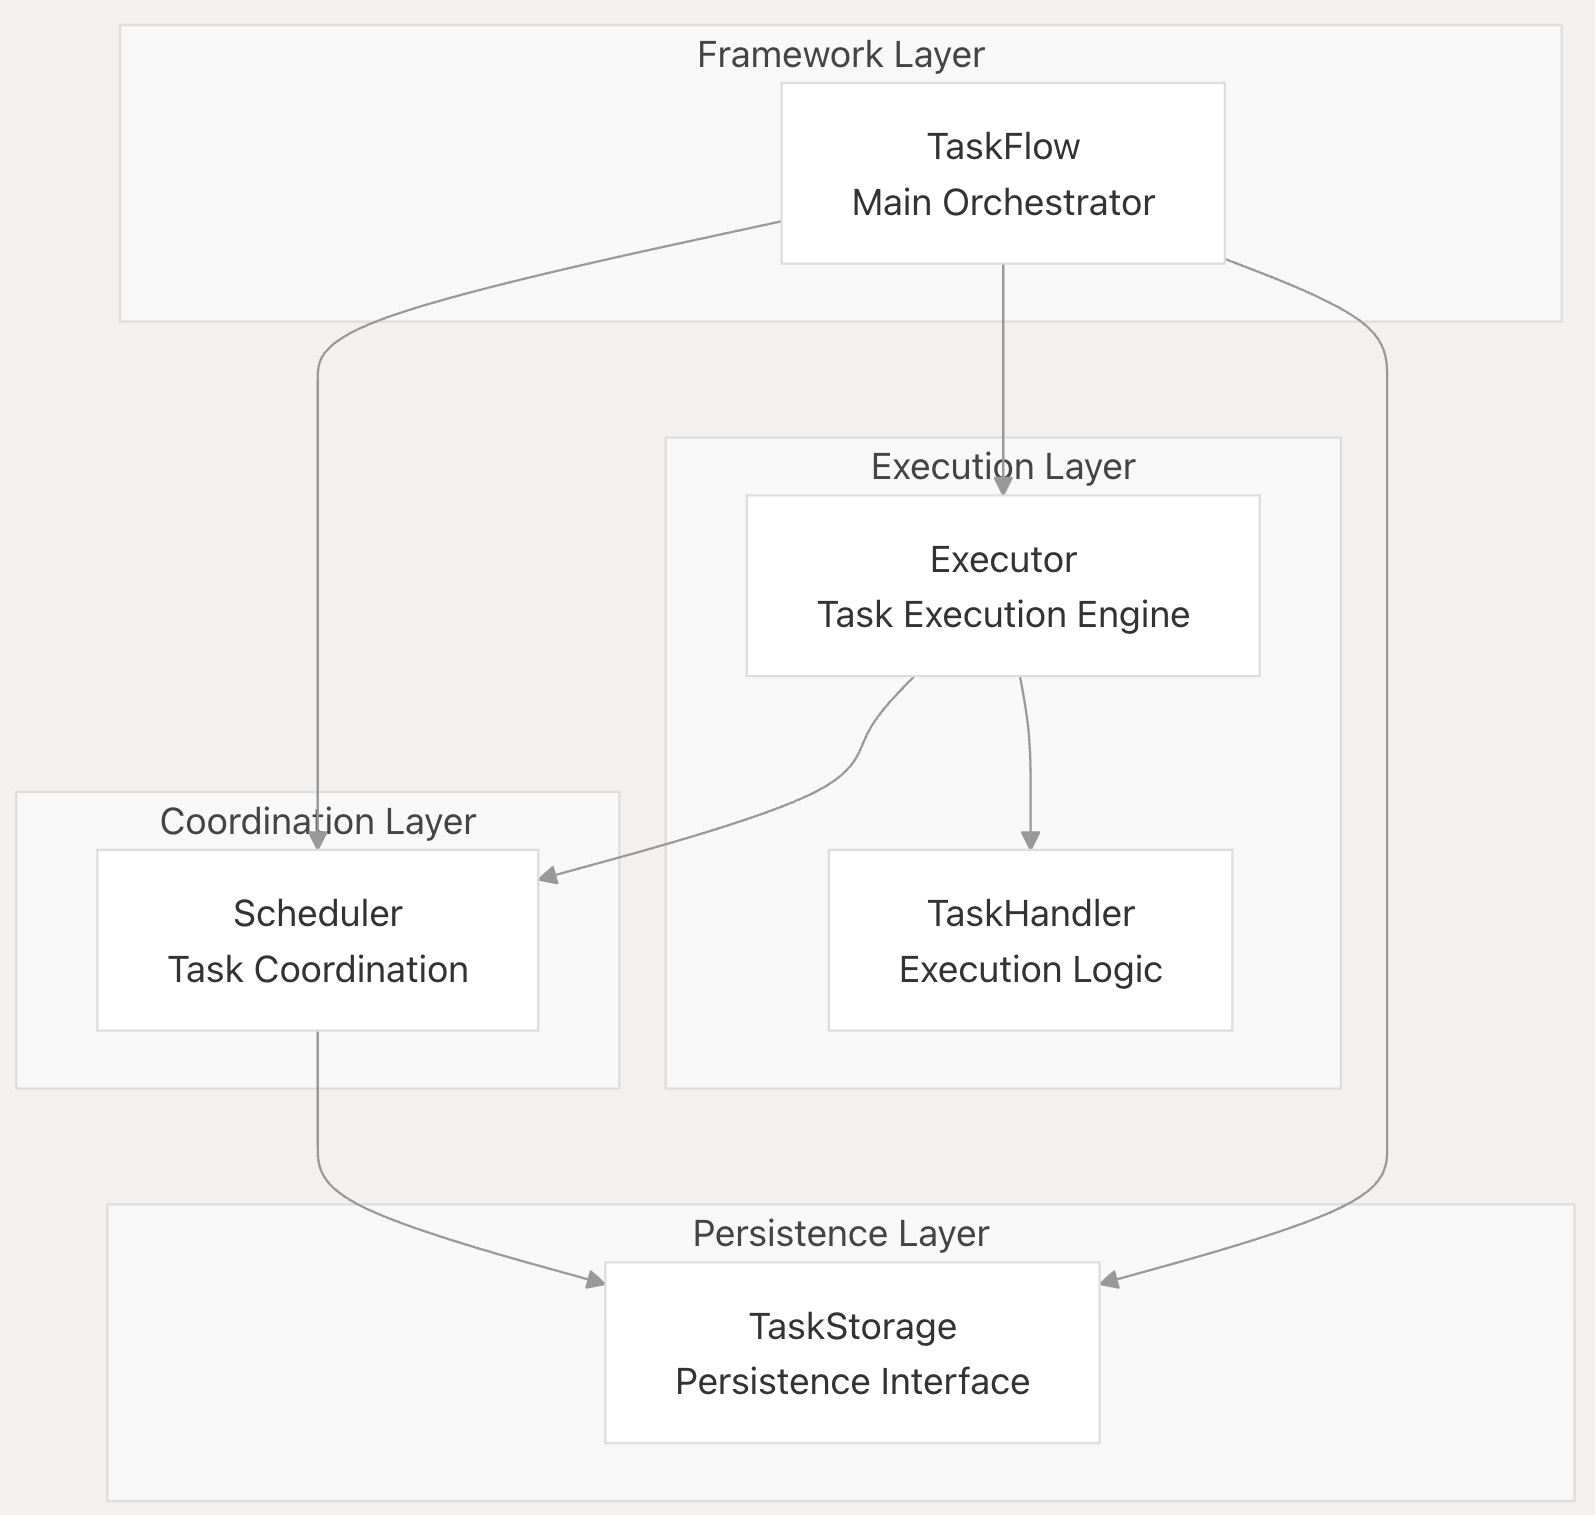 Framework Layer
TaskFlow
Main Orchestrator
Execution Layer
Executor
Task Execution Engine
Coordination Layer
Scheduler
Task Coordination
TaskHandler
Execution Logic
Persistence Layer
TaskStorage
Persistence Interface